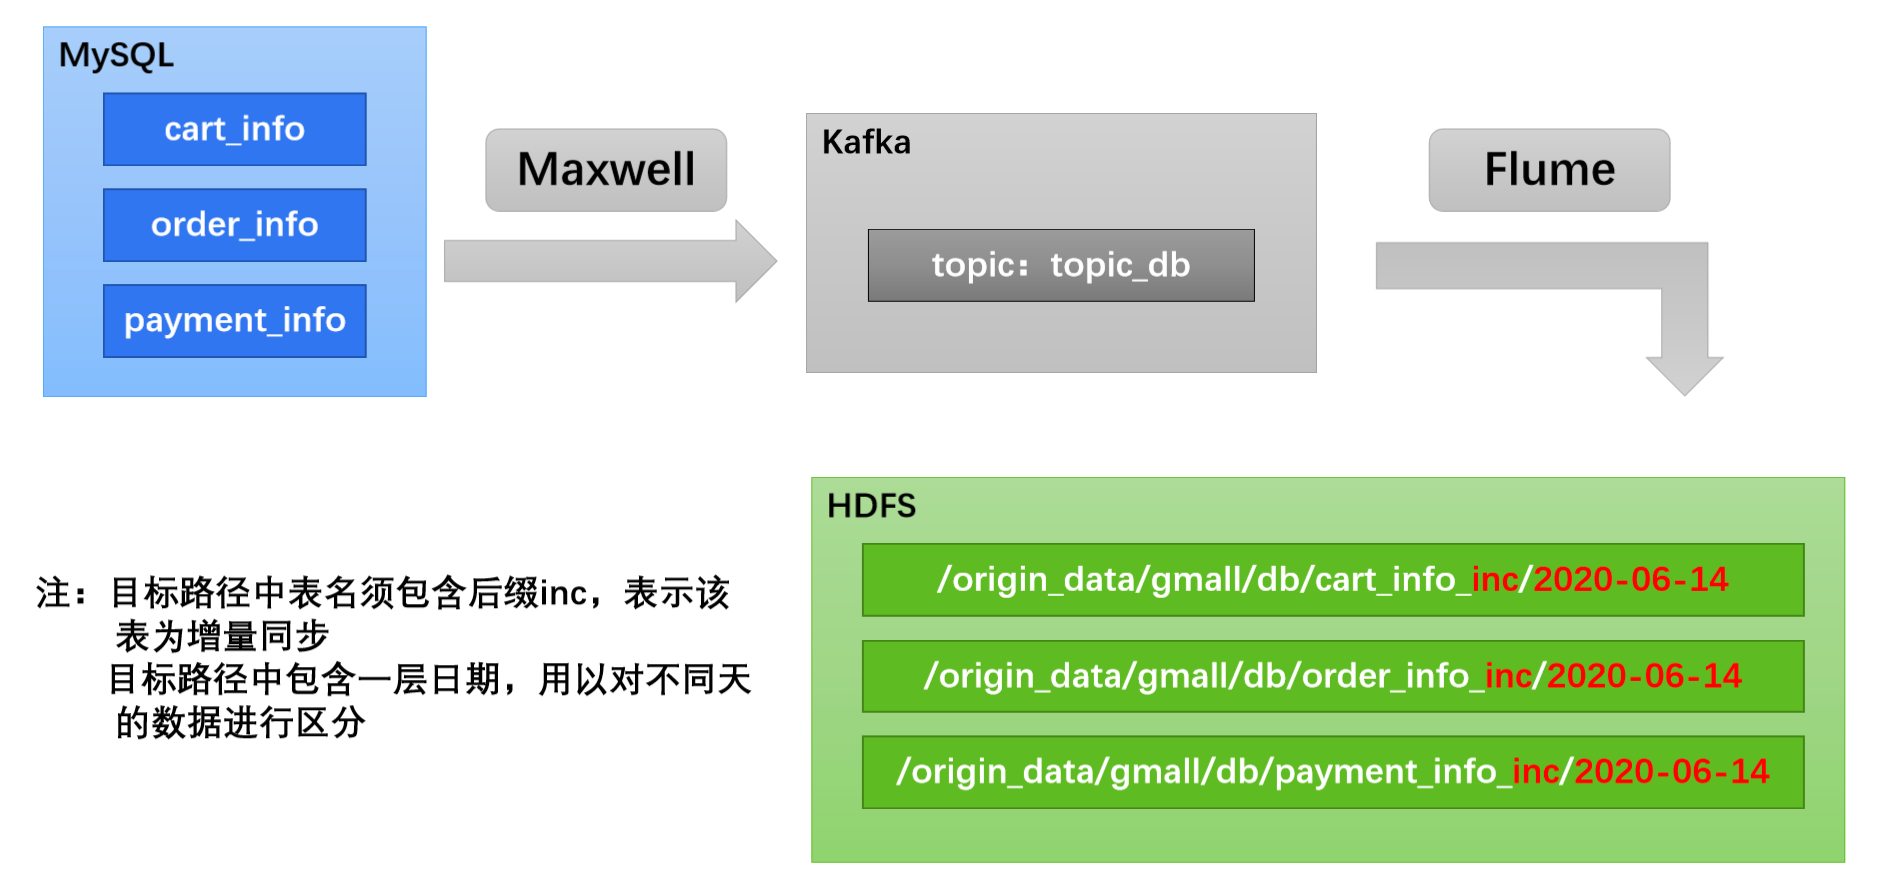 MySQL
cart_info
order_info
payment_info
Maxwell
Kafka
topic：topic_db
Flume
HDFS
/origin_data/gmall/db/cart_info_inc/2020-06-14
/origin_data/gmall/db/order_info_inc/2020-06-14
/origin_data/gmall/db/payment_info_inc/2020-06-14
注：目标路径中表名须包含后缀inc，表示该
表为增量同步
目标路径中包含一层日期，用以对不同天
的数据进行区分